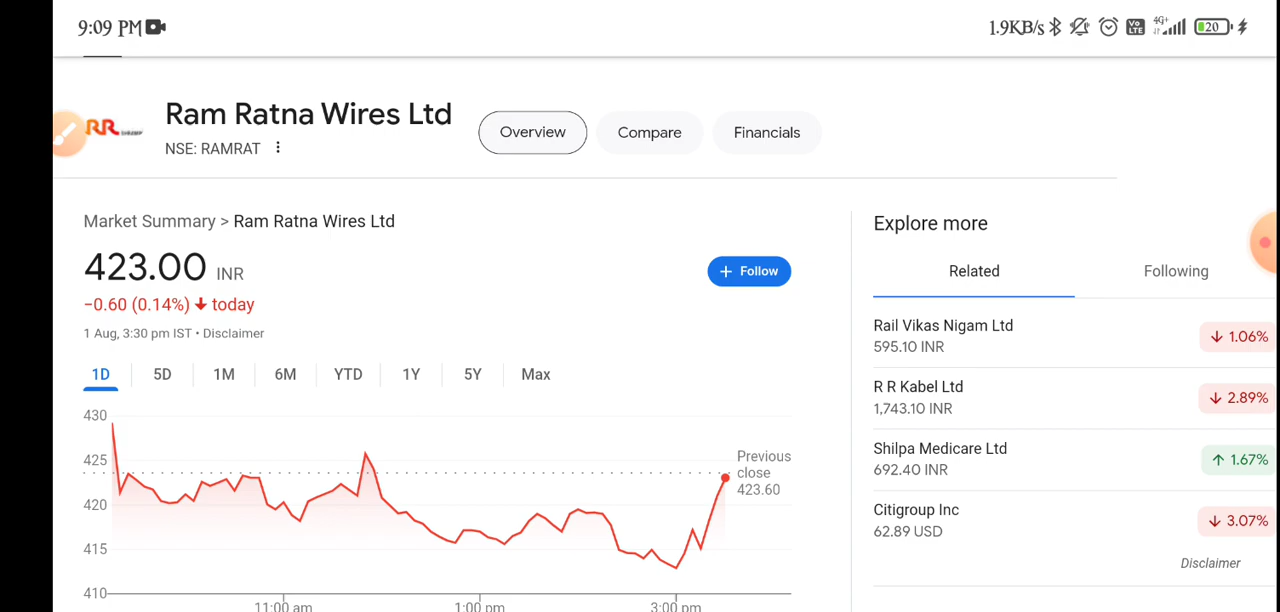 9:09 PM
1.9KB/s
Vo LTE
4G+
20
RR
Ram Ratna Wires Ltd
NSE: RAMRAT
Overview
Compare
Financials
Market Summary > Ram Ratna Wires Ltd
423.00 INR
−0.60 (0.14%) ↓ today
1 Aug, 3:30 pm IST • Disclaimer
+ Follow
1D
5D
1M
6M
YTD
1Y
5Y
Max
430
425
420
415
410
Previous
close
423.60
11:00 am
1:00 pm
3:00 pm
Explore more
Related
Following
Rail Vikas Nigam Ltd
595.10 INR
↓ 1.06%
R R Kabel Ltd
1,743.10 INR
↓ 2.89%
Shilpa Medicare Ltd
692.40 INR
↑ 1.67%
Citigroup Inc
62.89 USD
↓ 3.07%
Disclaimer